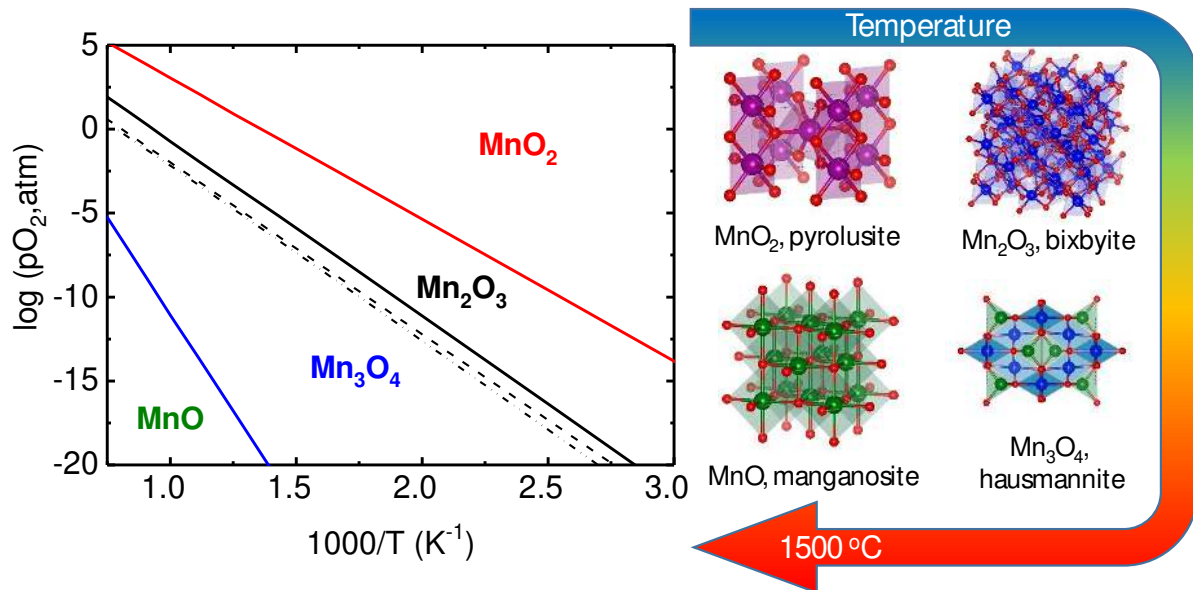 Temperature
5
0
-5
-10
-15
-20
log (pO₂,atm)
MnO₂
Mn₂O₃
Mn₃O₄
MnO
1.0 1.5 2.0 2.5 3.0
1000/T (K⁻¹)
MnO₂, pyrolusite
Mn₂O₃, bixbyite
MnO, manganosite
Mn₃O₄,
hausmannite
1500 ºC